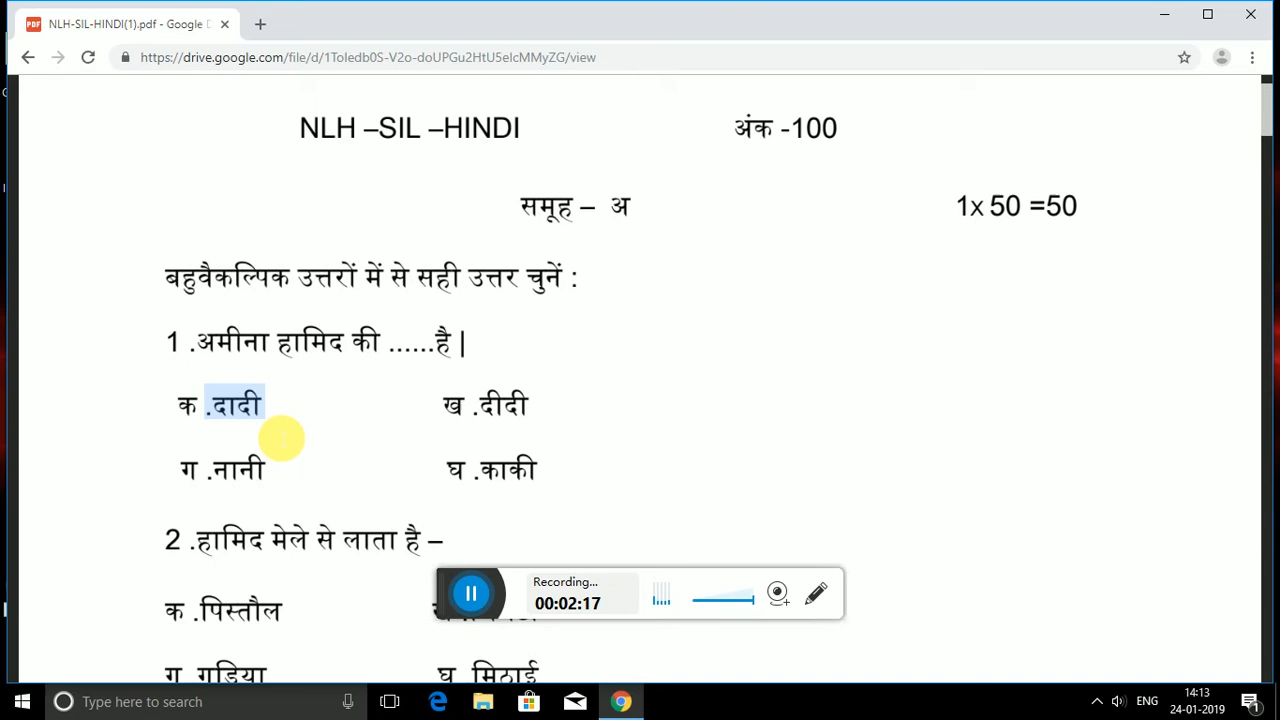 NLH-SIL-HINDI(1).pdf - Google D
https://drive.google.com/file/d/1Toledb0S-V2o-doUPGu2HtU5elcMMyZG/view
NLH –SIL –HINDI अंक -100
समूह – अ 1x 50 =50
बहुवैकल्पिक उत्तरों में से सही उत्तर चुनें :
1 .अमीना हामिद की ......है |
क .दादी ख .दीदी
ग .नानी घ .काकी
2 .हामिद मेले से लाता है –
Recording...
00:02:17
क .पिस्तौल
ग .गुड़िया घ .मिठाई
Type here to search
ENG
14:13
24-01-2019